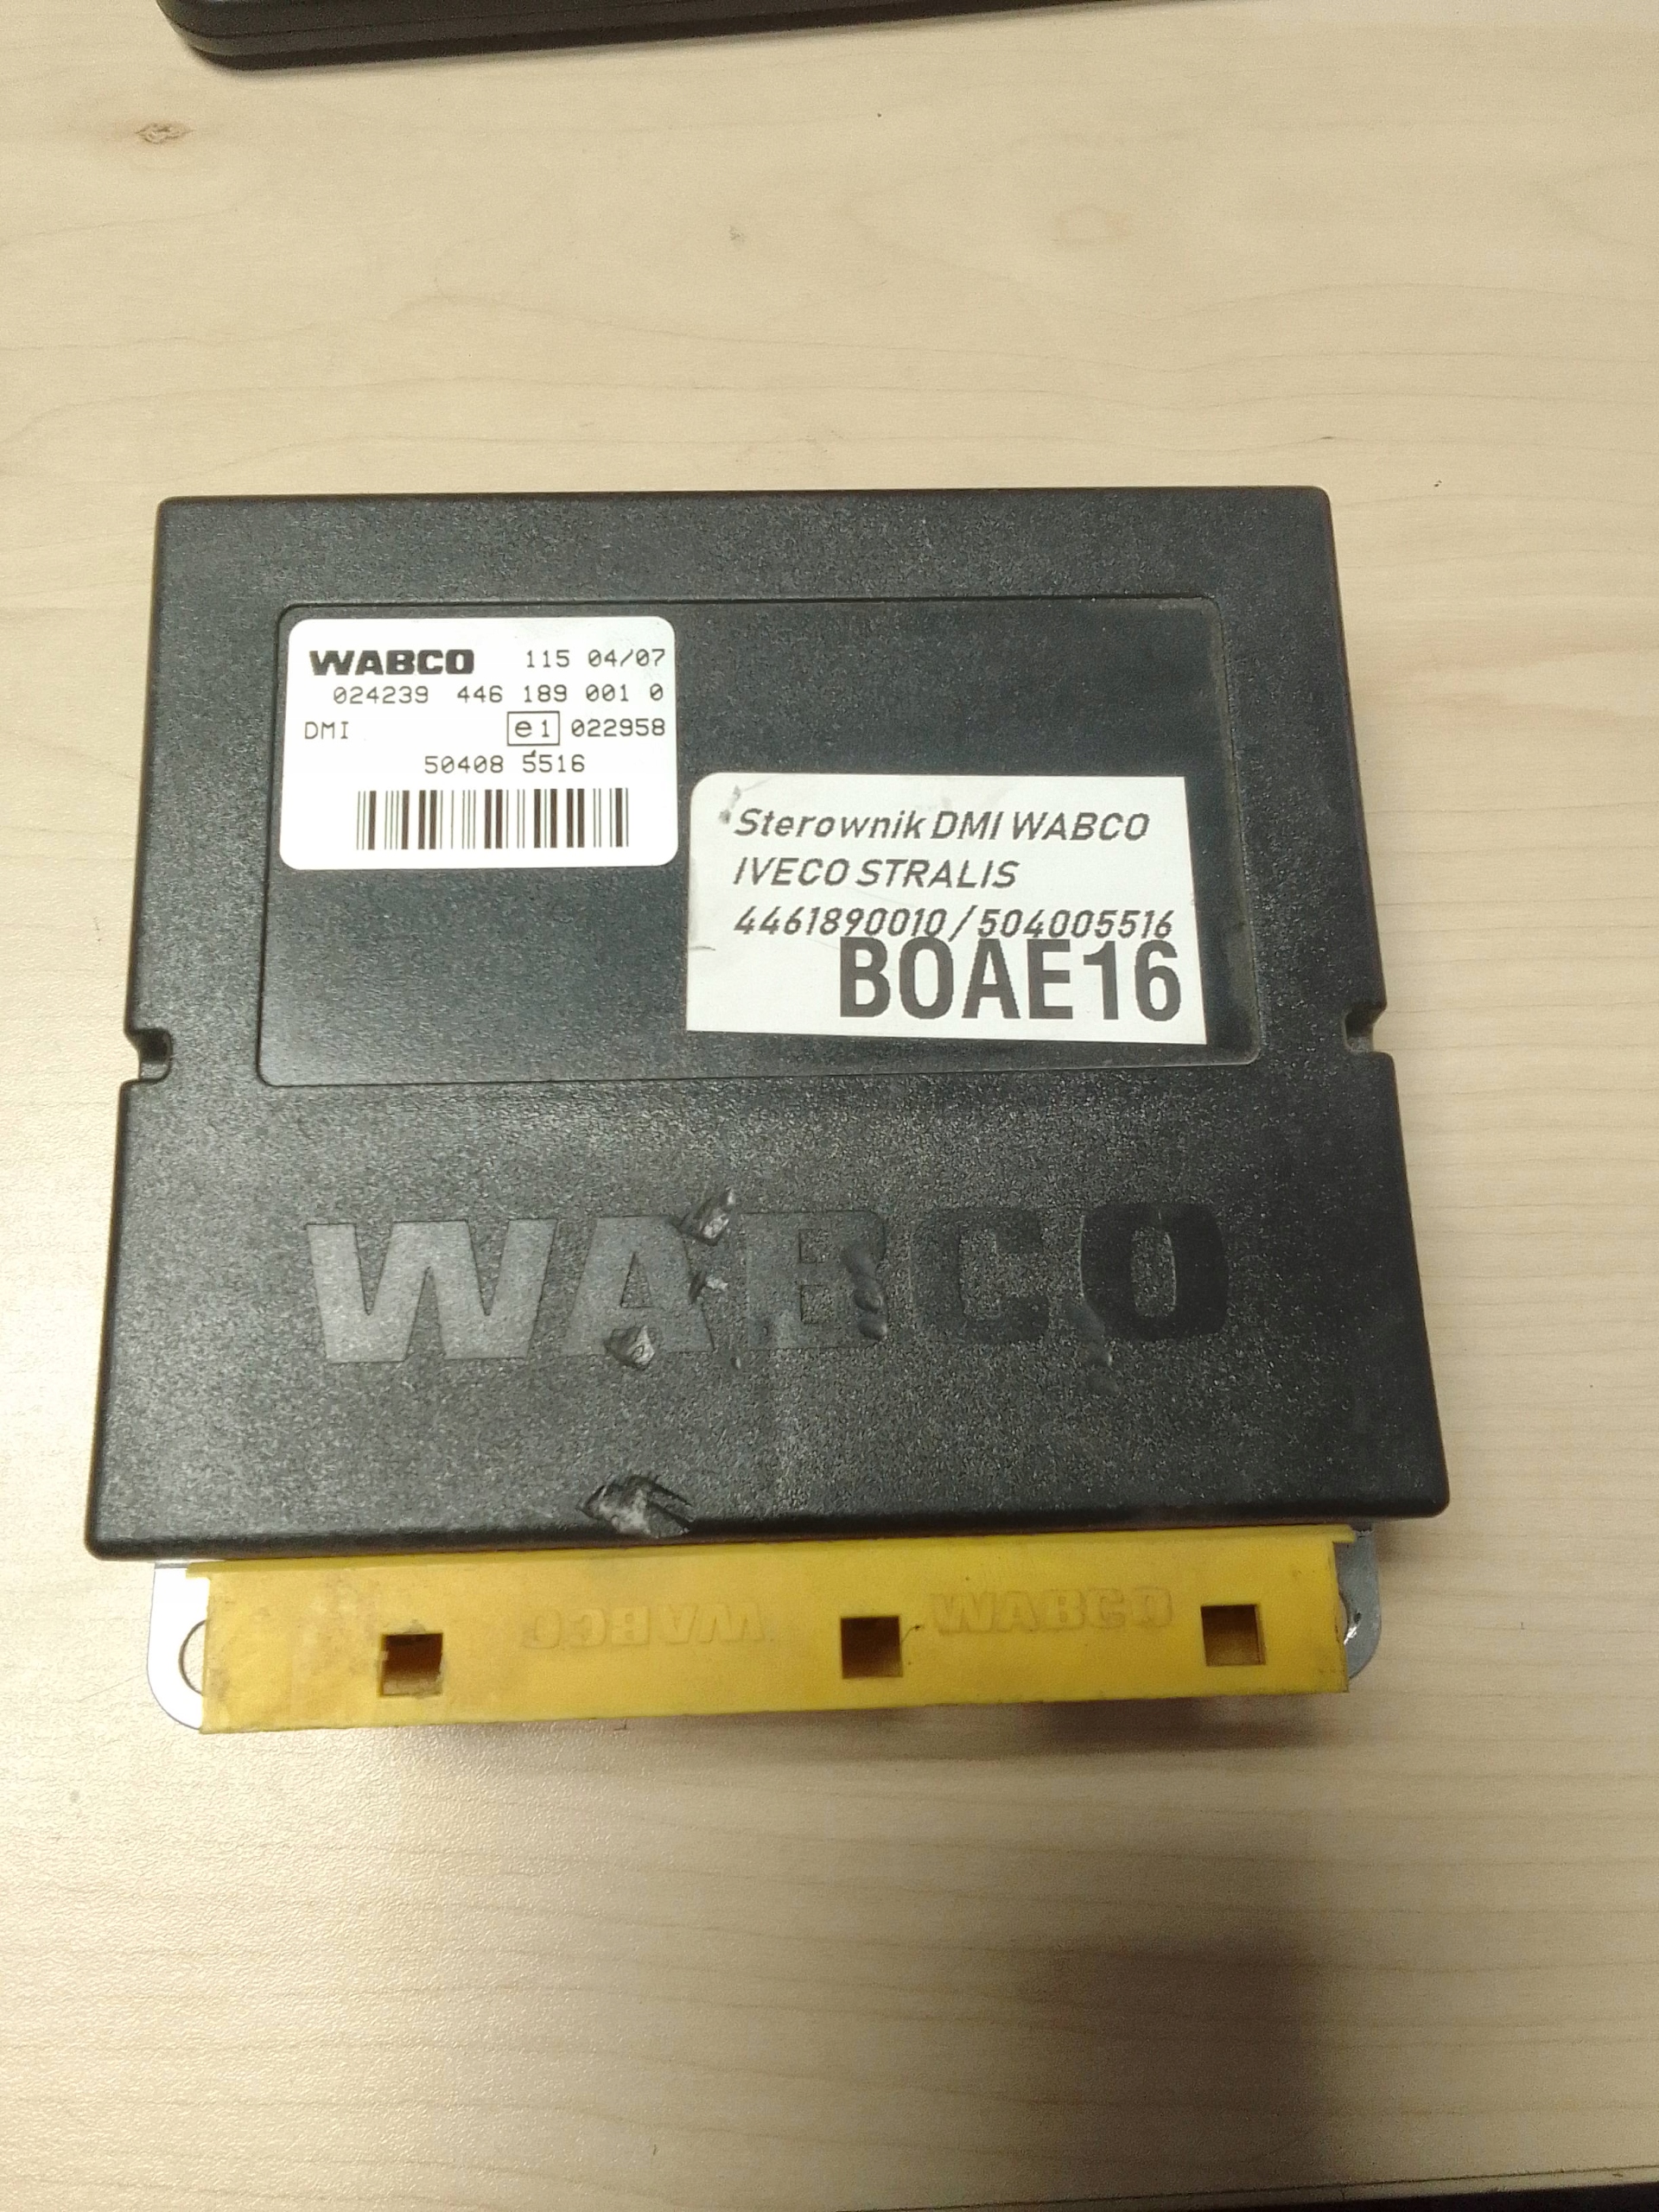 WABCO 115 04/07
024239 446 189 001 0
DMI e1 022958
50408 5516
Sterownik DMI WABCO
IVECO STRALIS
4461890010/504005516
BOAE16
WABCO
WABCO WABCO